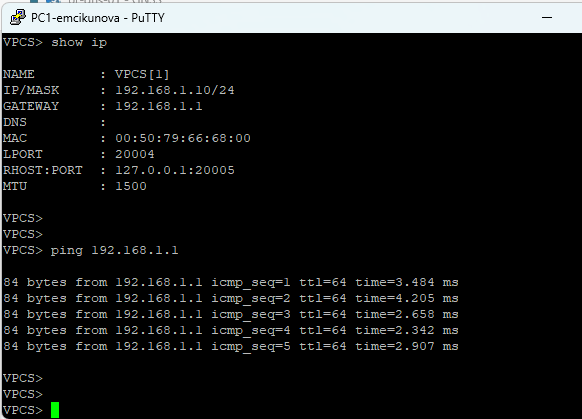 PC1-emcikunova - PuTTY
VPCS> show ip
NAME        : VPCS[1]
IP/MASK     : 192.168.1.10/24
GATEWAY     : 192.168.1.1
DNS         :
MAC         : 00:50:79:66:68:00
LPORT       : 20004
RHOST:PORT  : 127.0.0.1:20005
MTU         : 1500
VPCS>
VPCS>
VPCS> ping 192.168.1.1
84 bytes from 192.168.1.1 icmp_seq=1 ttl=64 time=3.484 ms
84 bytes from 192.168.1.1 icmp_seq=2 ttl=64 time=4.205 ms
84 bytes from 192.168.1.1 icmp_seq=3 ttl=64 time=2.658 ms
84 bytes from 192.168.1.1 icmp_seq=4 ttl=64 time=2.342 ms
84 bytes from 192.168.1.1 icmp_seq=5 ttl=64 time=2.907 ms
VPCS>
VPCS>
VPCS>